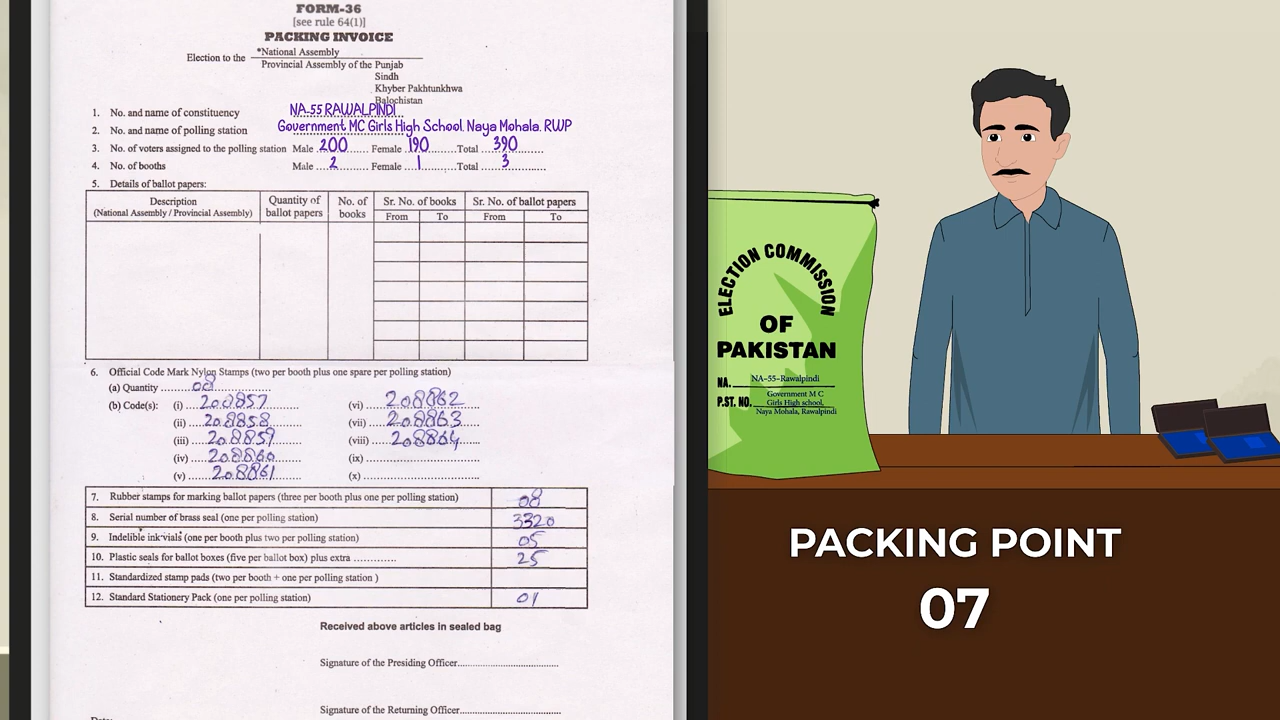 FORM-36
[see rule 64(1)]
PACKING INVOICE
Election to the *National Assembly
Provincial Assembly of the Punjab
Sindh
Khyber Pakhtunkhwa
Balochistan
1. No. and name of constituency NA-55 RAWALPINDI
2. No. and name of polling station Government MC Girls High School, Naya Mohala. RWP
3. No. of voters assigned to the polling station Male 200 Female 190 Total 390
4. No. of booths Male 2 Female 1 Total 3
5. Details of ballot papers:
Description Quantity of No. of Sr. No. of books Sr. No. of ballot papers
(National Assembly / Provincial Assembly) ballot papers books From To From To
6. Official Code Mark Nylon Stamps (two per booth plus one spare per polling station)
(a) Quantity 08
(b) Code(s): (i) 208857 (vi) 208862
(ii) 208858 (vii) 208863
(iii) 208859 (viii) 208864
(iv) 208860 (ix)
(v) 208861 (x)
7. Rubber stamps for marking ballot papers (three per booth plus one per polling station) 08
8. Serial number of brass seal (one per polling station) 3320
9. Indelible ink vials (one per booth plus two per polling station) 05
10. Plastic seals for ballot boxes (five per ballot box) plus extra ............. 25
11. Standardized stamp pads (two per booth + one per polling station )
12. Standard Stationery Pack (one per polling station) 01
Received above articles in sealed bag
Signature of the Presiding Officer
Signature of the Returning Officer
ELECTION COMMISSION
OF
PAKISTAN
NA. NA-55-Rawalpindi
P.ST. NO. Government M C
Girls High school,
Naya Mohala, Rawalpindi
PACKING POINT
07